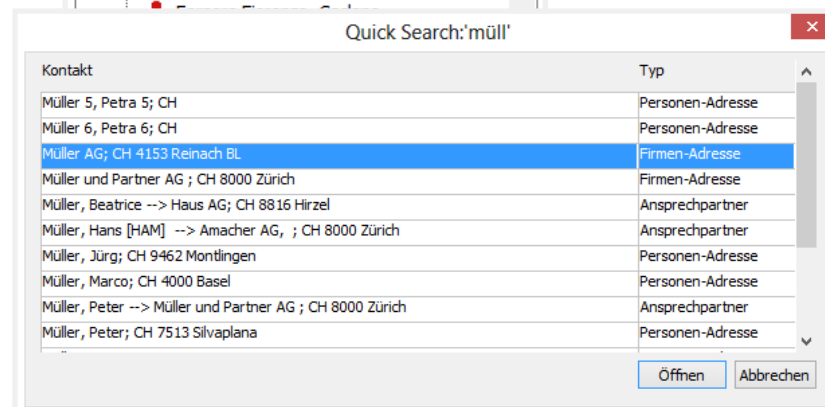 Quick Search:'müll'
Kontakt Typ
Müller 5, Petra 5; CH Personen-Adresse
Müller 6, Petra 6; CH Personen-Adresse
Müller AG; CH 4153 Reinach BL Firmen-Adresse
Müller und Partner AG ; CH 8000 Zürich Firmen-Adresse
Müller, Beatrice --> Haus AG; CH 8816 Hirzel Ansprechpartner
Müller, Hans [HAM] --> Amacher AG, ; CH 8000 Zürich Ansprechpartner
Müller, Jürg; CH 9462 Montlingen Personen-Adresse
Müller, Marco; CH 4000 Basel Personen-Adresse
Müller, Peter --> Müller und Partner AG ; CH 8000 Zürich Ansprechpartner
Müller, Peter; CH 7513 Silvaplana Personen-Adresse
Öffnen Abbrechen